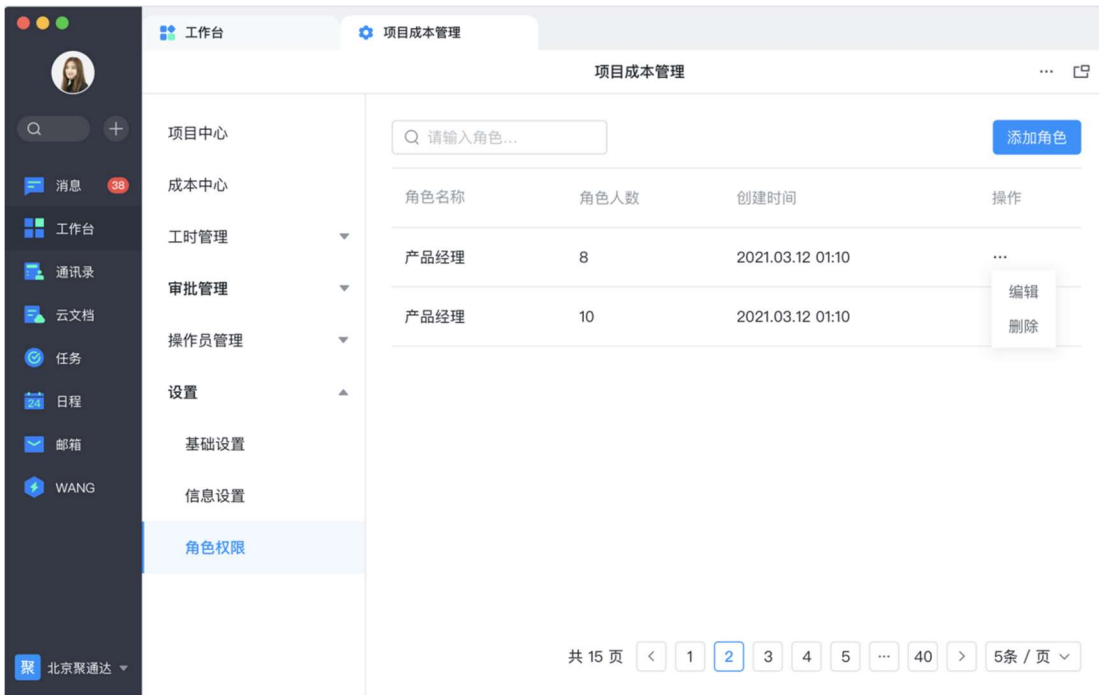 工作台
项目成本管理
项目成本管理
消息 38
工作台
通讯录
云文档
任务
24 日程
邮箱
WANG
聚 北京聚通达
项目中心
成本中心
工时管理
审批管理
操作员管理
设置
基础设置
信息设置
角色权限
请输入角色...
添加角色
角色名称 角色人数 创建时间 操作
产品经理 8 2021.03.12 01:10 ...
编辑
产品经理 10 2021.03.12 01:10
删除
共 15 页 < 1 2 3 4 5 ... 40 > 5条 / 页